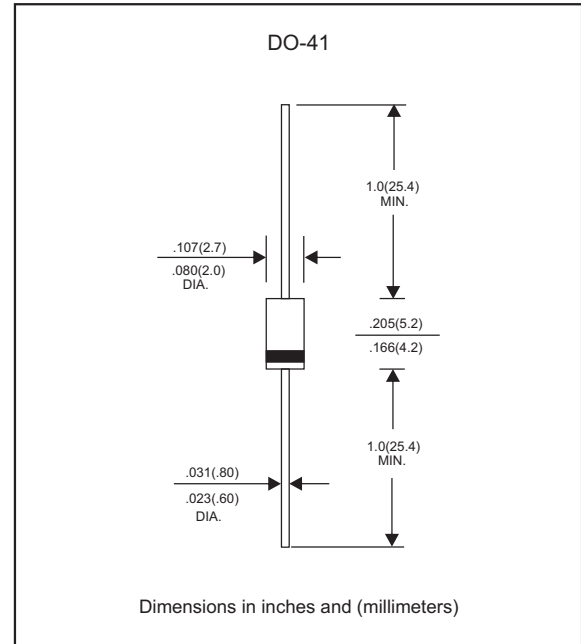 DO-41
1.0(25.4)
MIN.
.107(2.7)
.080(2.0)
DIA.
.205(5.2)
.166(4.2)
1.0(25.4)
MIN.
.031(.80)
.023(.60)
DIA.
Dimensions in inches and (millimeters)